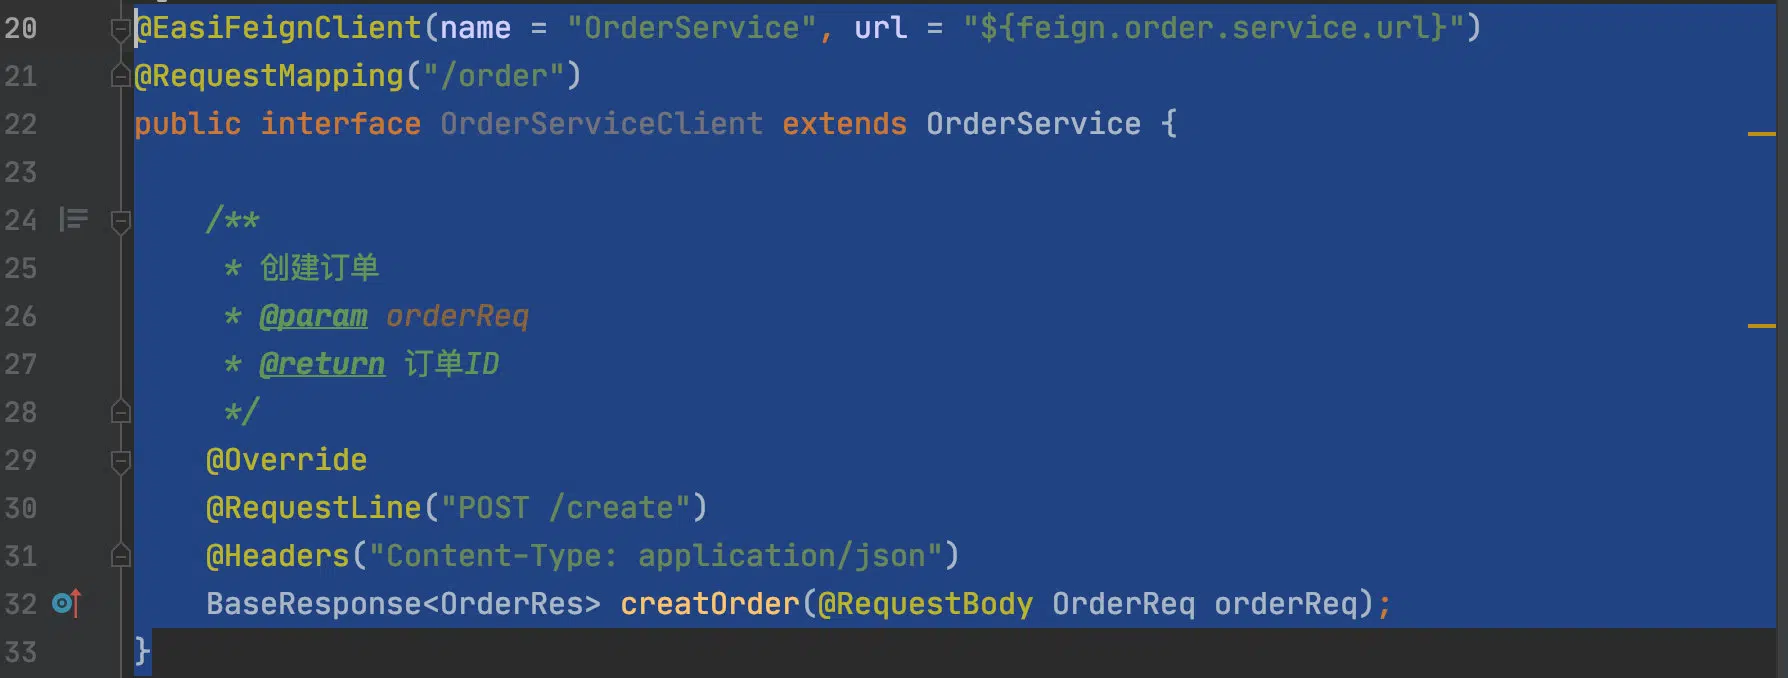 20 @EasiFeignClient(name = "OrderService", url = "${feign.order.service.url}")
21 @RequestMapping("/order")
22 public interface OrderServiceClient extends OrderService {
23
24 /**
25 * 创建订单
26 * @param orderReq
27 * @return 订单ID
28 */
29 @Override
30 @RequestLine("POST /create")
31 @Headers("Content-Type: application/json")
32 BaseResponse<OrderRes> creatOrder(@RequestBody OrderReq orderReq);
33 }